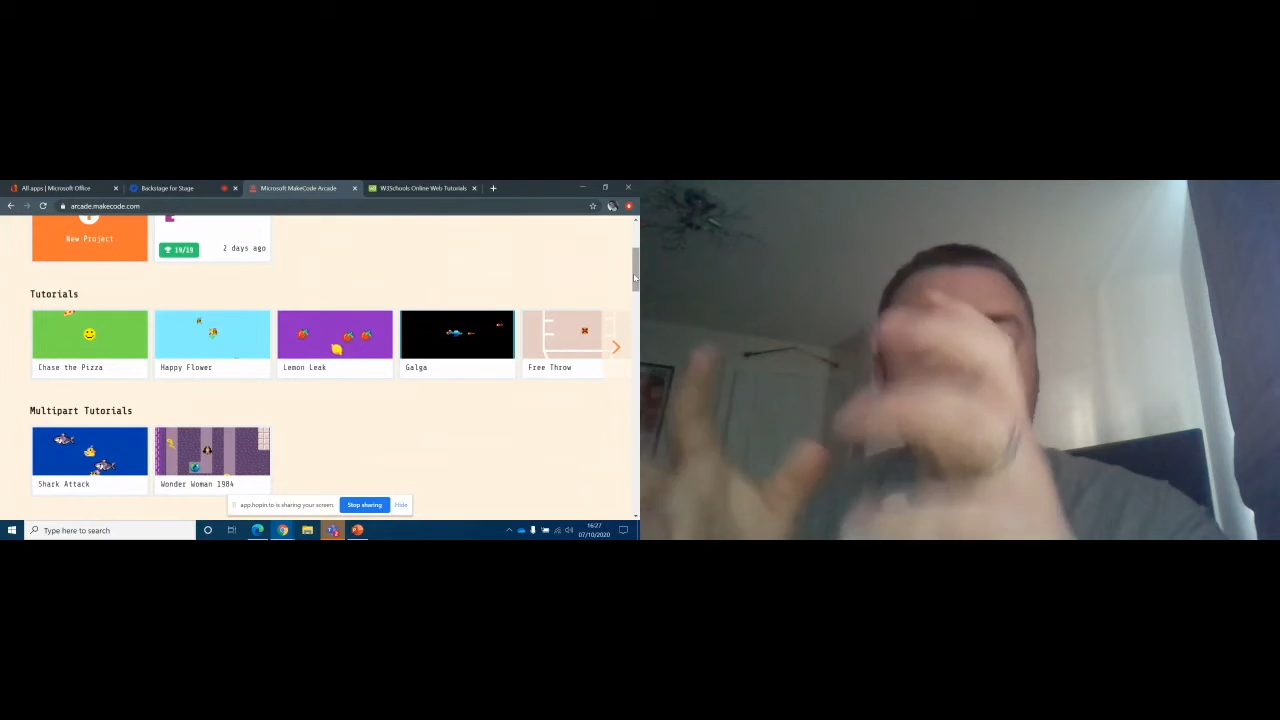 All apps | Microsoft Office
Backstage for Stage
Microsoft MakeCode Arcade
W3Schools Online Web Tutorials
arcade.makecode.com
New Project
19/19
2 days ago
Tutorials
Chase the Pizza
Happy Flower
Lemon Leak
Galga
Free Throw
Multipart Tutorials
Shark Attack
Wonder Woman 1984
app.hopin.to is sharing your screen.
Stop sharing
Hide
Type here to search
16:27
07/10/2020